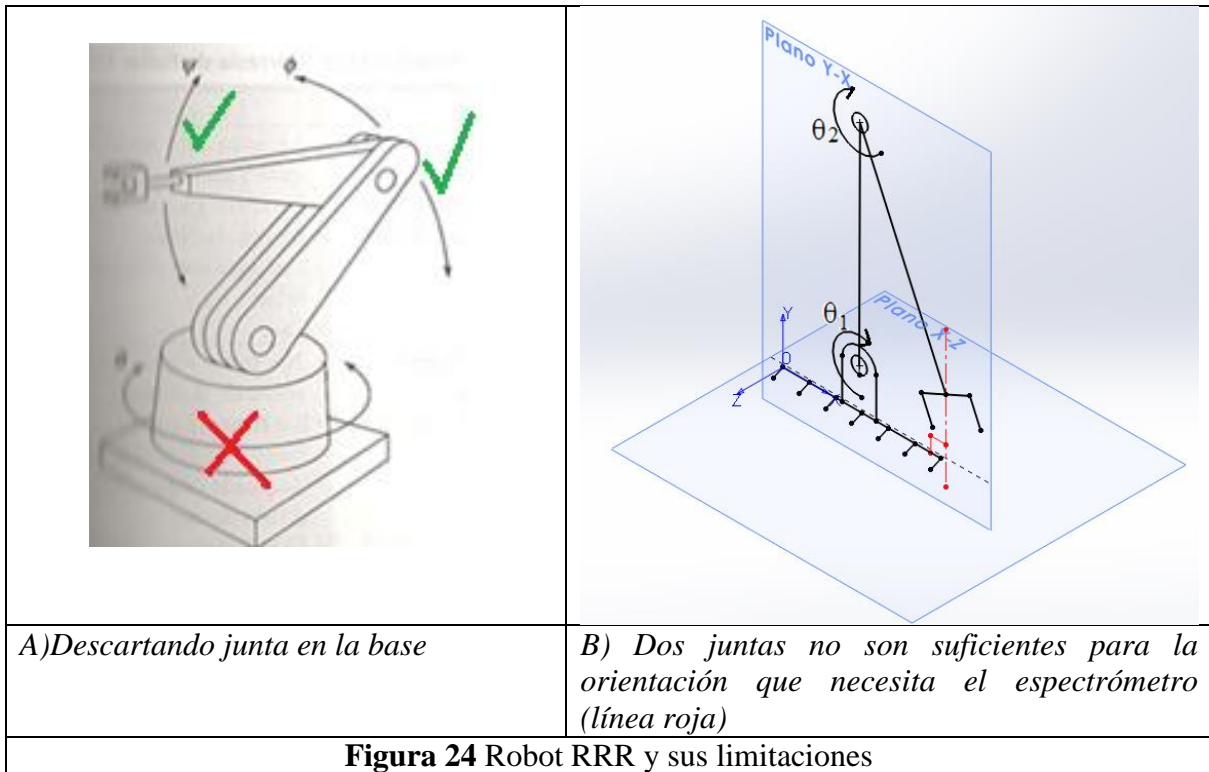 ψ
ϕ
θ
Plano Y-X
θ2
θ1
Plano X-Z
Y
Z
A)Descartando junta en la base
B) Dos juntas no son suficientes para la
orientación que necesita el espectrómetro
(línea roja)
Figura 24 Robot RRR y sus limitaciones